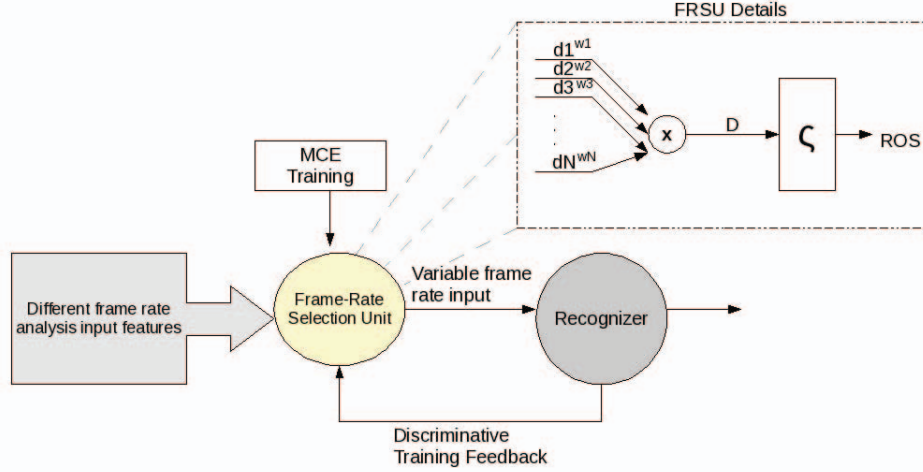 FRSU Details
d1^w1
d2^w2
d3^w3
dN^wN
x
D
ς
ROS
MCE
Training
Different frame rate
analysis input features
Frame-Rate
Selection Unit
Variable frame
rate input
Recognizer
Discriminative
Training Feedback